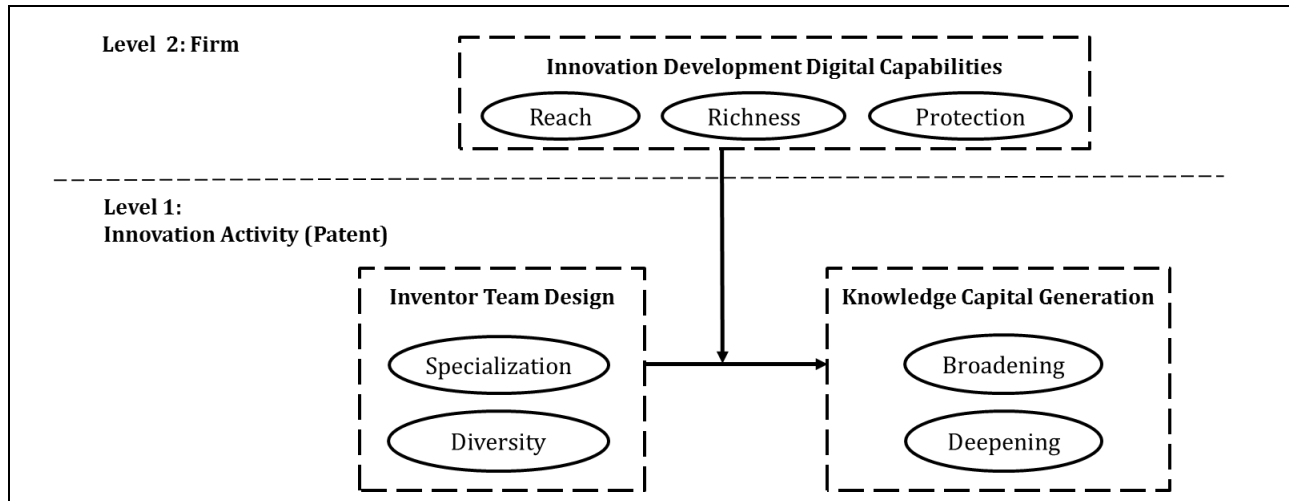 Level 2: Firm
Innovation Development Digital Capabilities
Reach
Richness
Protection
Level 1:
Innovation Activity (Patent)
Inventor Team Design
Specialization
Diversity
Knowledge Capital Generation
Broadening
Deepening